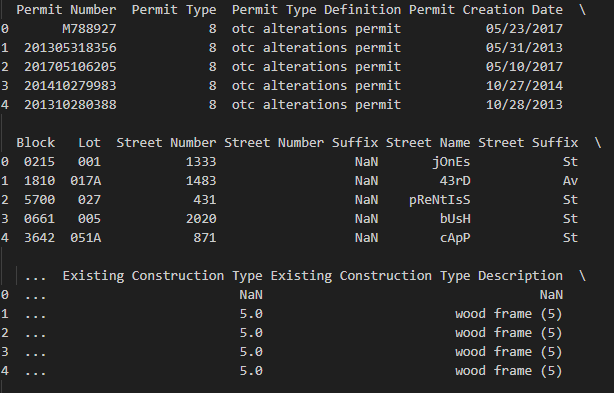 Permit Number Permit Type Permit Type Definition Permit Creation Date \
0 M788927 8 otc alterations permit 05/23/2017
1 201305318356 8 otc alterations permit 05/31/2013
2 201705106205 8 otc alterations permit 05/10/2017
3 201410279983 8 otc alterations permit 10/27/2014
4 201310280388 8 otc alterations permit 10/28/2013
Block Lot Street Number Street Number Suffix Street Name Street Suffix \
0 0215 001 1333 NaN jOnEs St
1 1810 017A 1483 NaN 43rD Av
2 5700 027 431 NaN pReNtIsS St
3 0661 005 2020 NaN bUsH St
4 3642 051A 871 NaN cApP St
... Existing Construction Type Existing Construction Type Description \
0 ... NaN NaN
1 ... 5.0 wood frame (5)
2 ... 5.0 wood frame (5)
3 ... 5.0 wood frame (5)
4 ... 5.0 wood frame (5)